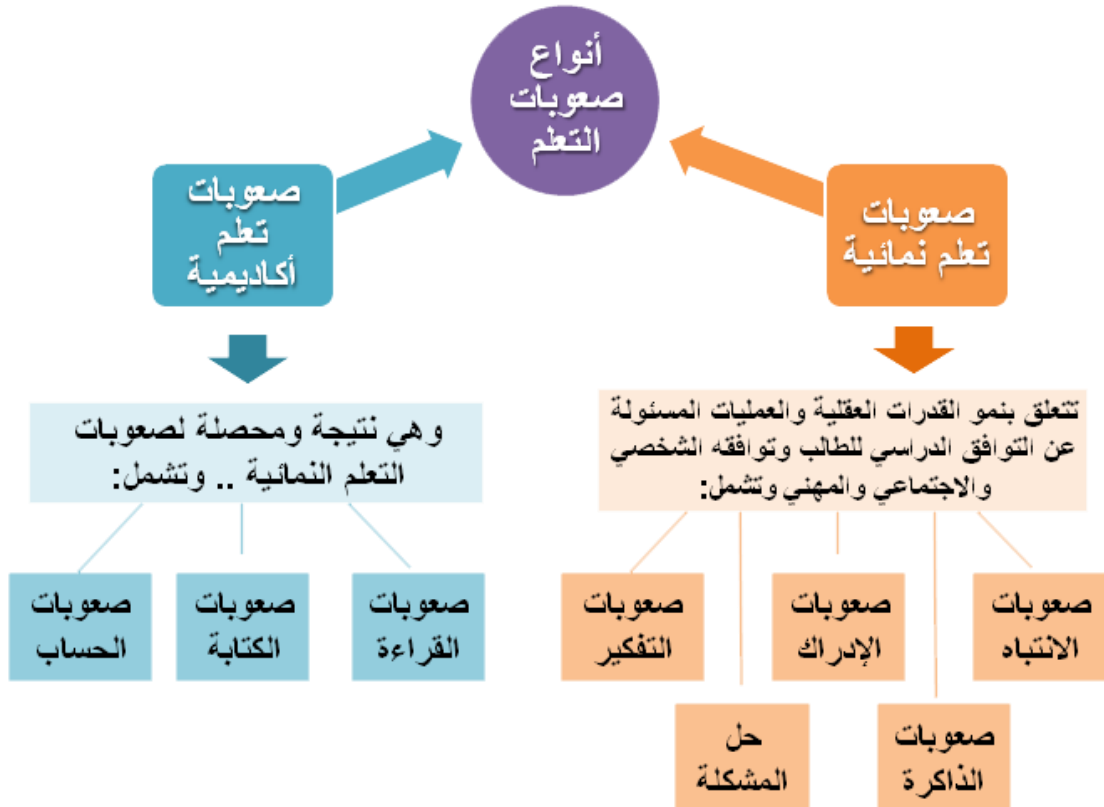 أنواع
صعوبات
التعلم
صعوبات
تعلم نمائية
تتعلق بنمو القدرات العقلية والعمليات المسئولة
عن التوافق الدراسي للطالب وتوافقه الشخصي
والاجتماعي والمهني وتشمل:
صعوبات
الانتباه
صعوبات
الذاكرة
صعوبات
الإدراك
حل
المشكلة
صعوبات
التفكير
صعوبات
تعلم
أكاديمية
وهي نتيجة ومحصلة لصعوبات
التعلم النمائية .. وتشمل:
صعوبات
القراءة
صعوبات
الكتابة
صعوبات
الحساب